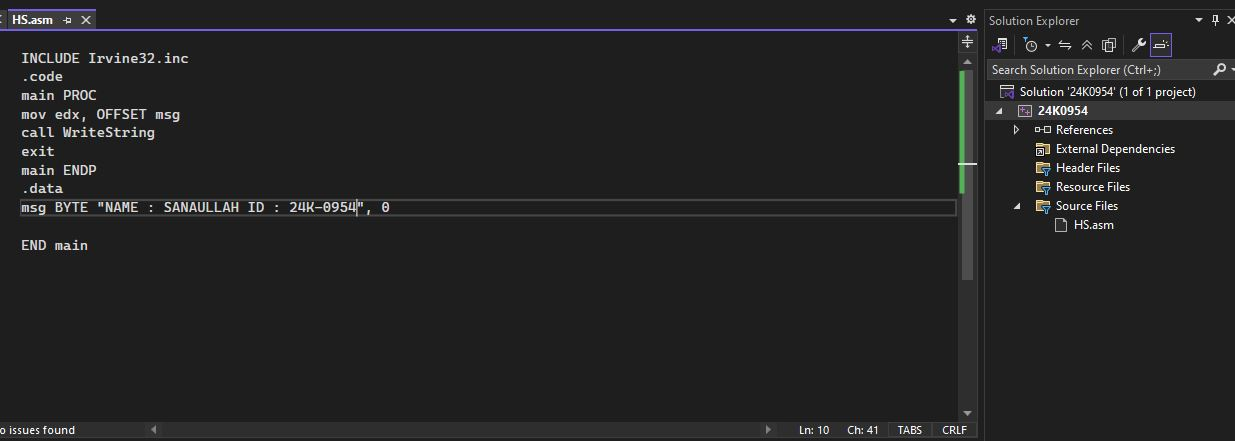 HS.asm
INCLUDE Irvine32.inc
.code
main PROC
mov edx, OFFSET msg
call WriteString
exit
main ENDP
.data
msg BYTE "NAME : SANAULLAH ID : 24K-0954", 0
END main
o issues found
Ln: 10 Ch: 41 TABS CRLF
Solution Explorer
Search Solution Explorer (Ctrl+;)
Solution '24K0954' (1 of 1 project)
24K0954
References
External Dependencies
Header Files
Resource Files
Source Files
HS.asm